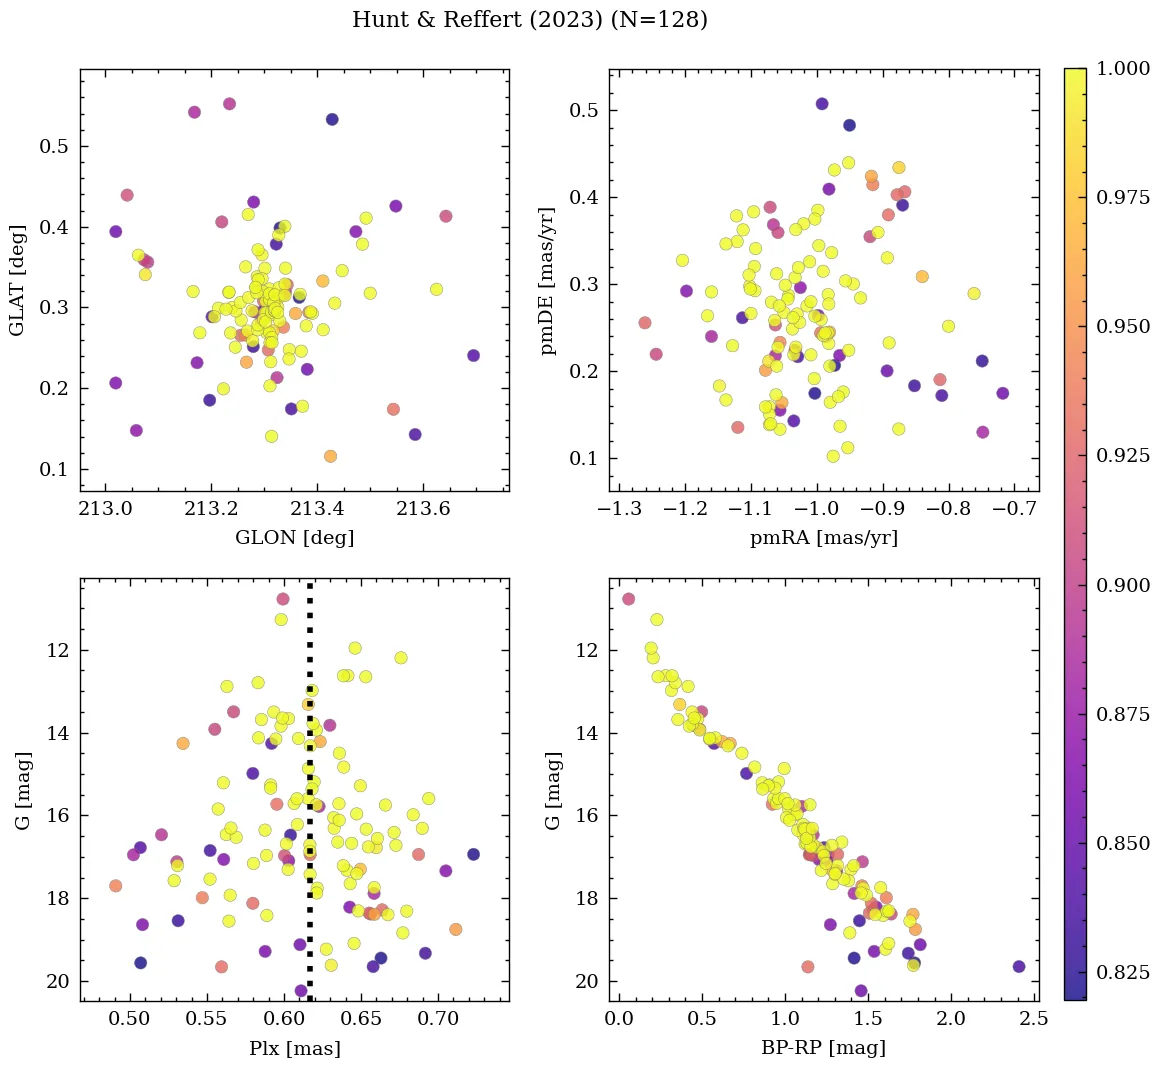 Hunt & Reffert (2023) (N=128)
GLAT [deg]
0.5
0.4
0.3
0.2
0.1
213.0 213.2 213.4 213.6
GLON [deg]
pmDE [mas/yr]
0.5
0.4
0.3
0.2
0.1
−1.3 −1.2 −1.1 −1.0 −0.9 −0.8 −0.7
pmRA [mas/yr]
G [mag]
12
14
16
18
20
0.50 0.55 0.60 0.65 0.70
Plx [mas]
G [mag]
12
14
16
18
20
0.0 0.5 1.0 1.5 2.0 2.5
BP-RP [mag]
1.000
0.975
0.950
0.925
0.900
0.875
0.850
0.825